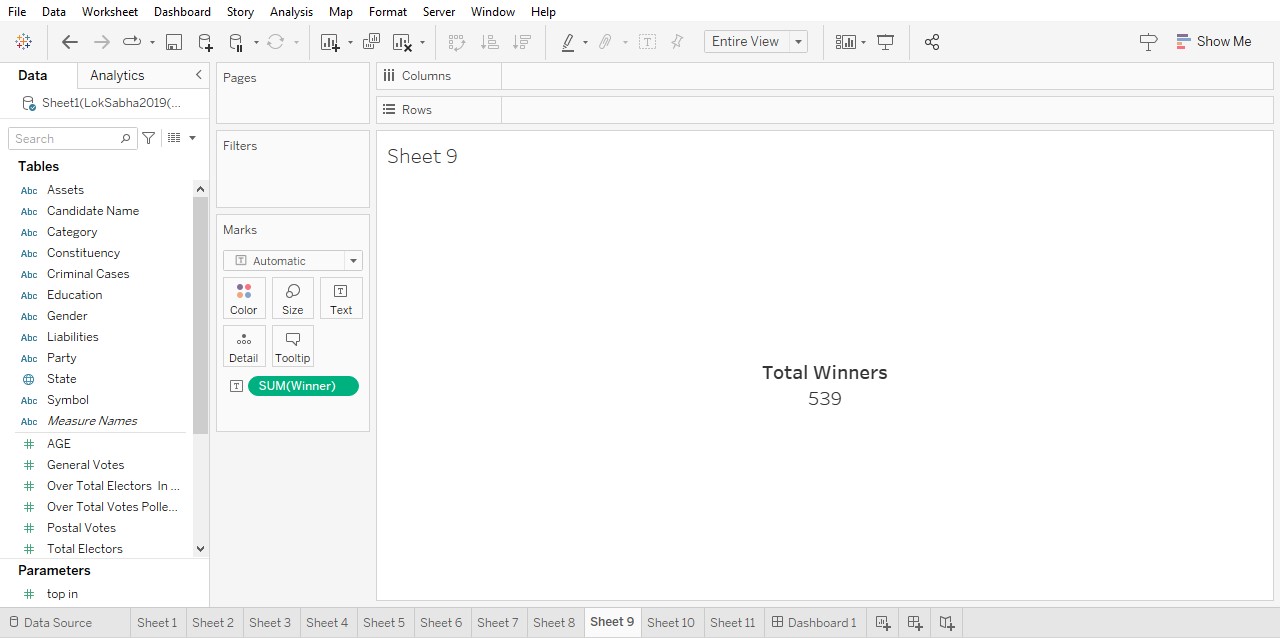 File Data Worksheet Dashboard Story Analysis Map Format Server Window Help
Entire View
Show Me
Data Analytics
Sheet1(LokSabha2019(...
Search
Tables
Abc Assets
Abc Candidate Name
Abc Category
Abc Constituency
Abc Criminal Cases
Abc Education
Abc Gender
Abc Liabilities
Abc Party
State
Abc Symbol
Abc Measure Names
# AGE
# General Votes
# Over Total Electors In ...
# Over Total Votes Polle...
# Postal Votes
# Total Electors
Parameters
# top in
Pages
Filters
Marks
T Automatic
Color Size Text
Detail Tooltip
T SUM(Winner)
Columns
Rows
Sheet 9
Total Winners
539
Data Source Sheet 1 Sheet 2 Sheet 3 Sheet 4 Sheet 5 Sheet 6 Sheet 7 Sheet 8 Sheet 9 Sheet 10 Sheet 11 Dashboard 1